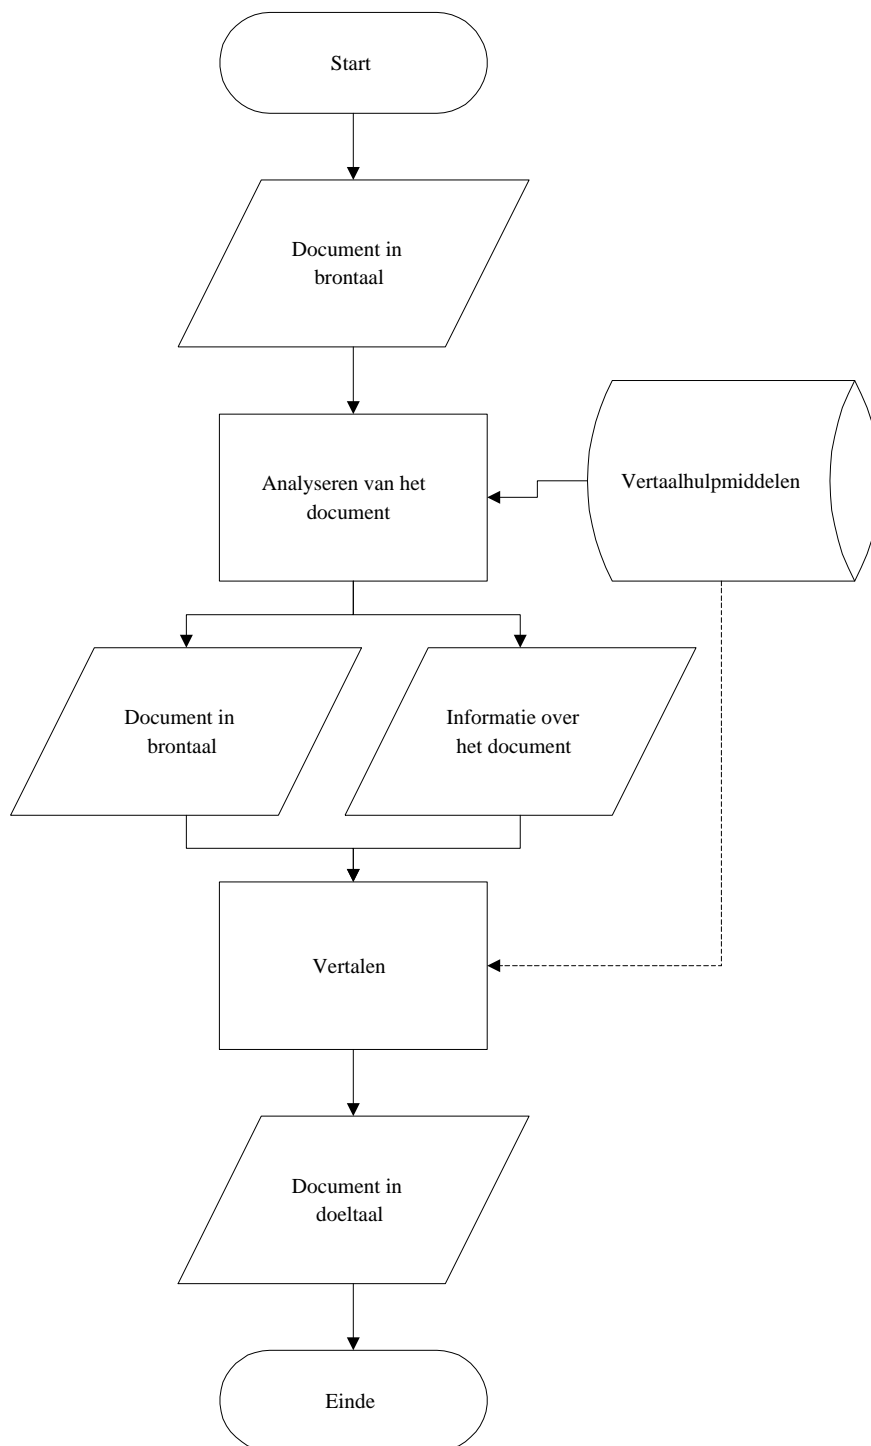 Start
Document in
brontaal
Analyseren van het
document
Vertaalhulpmiddelen
Document in
brontaal
Informatie over
het document
Vertalen
Document in
doeltaal
Einde